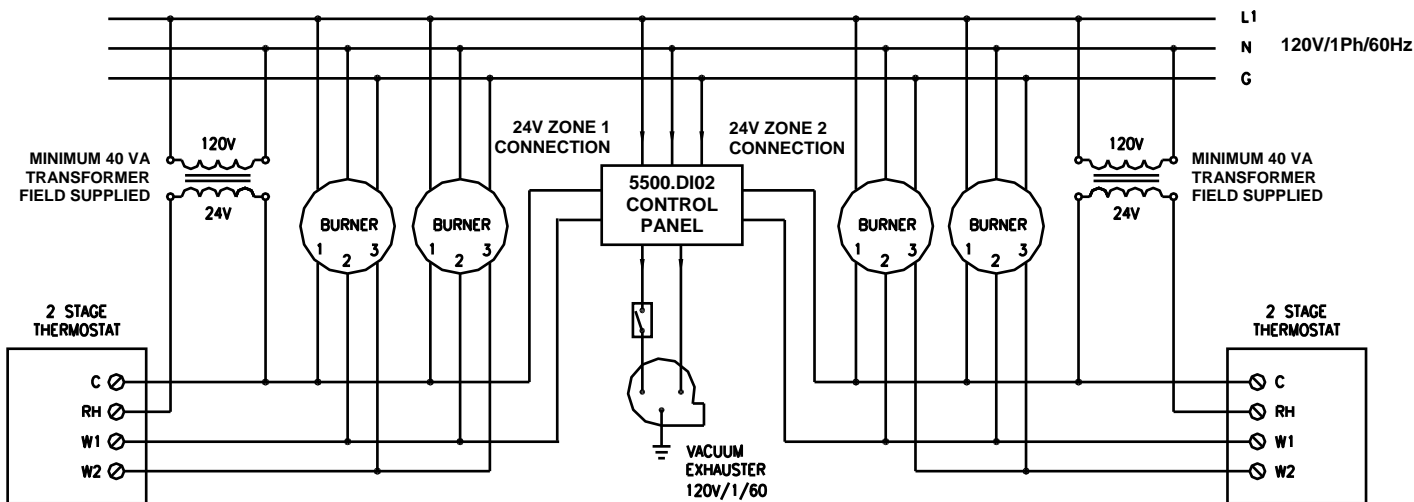 L1
N
120V/1Ph/60Hz
G
24V ZONE 1
CONNECTION
24V ZONE 2
CONNECTION
120V
MINIMUM 40 VA
TRANSFORMER
FIELD SUPPLIED
24V
BURNER
1
2
3
BURNER
1
2
3
5500.DI02
CONTROL
PANEL
BURNER
1
2
3
BURNER
1
2
3
120V
24V
MINIMUM 40 VA
TRANSFORMER
FIELD SUPPLIED
2 STAGE
THERMOSTAT
C
RH
W1
W2
VACUUM
EXHAUSTER
120V/1/60
2 STAGE
THERMOSTAT
C
RH
W1
W2